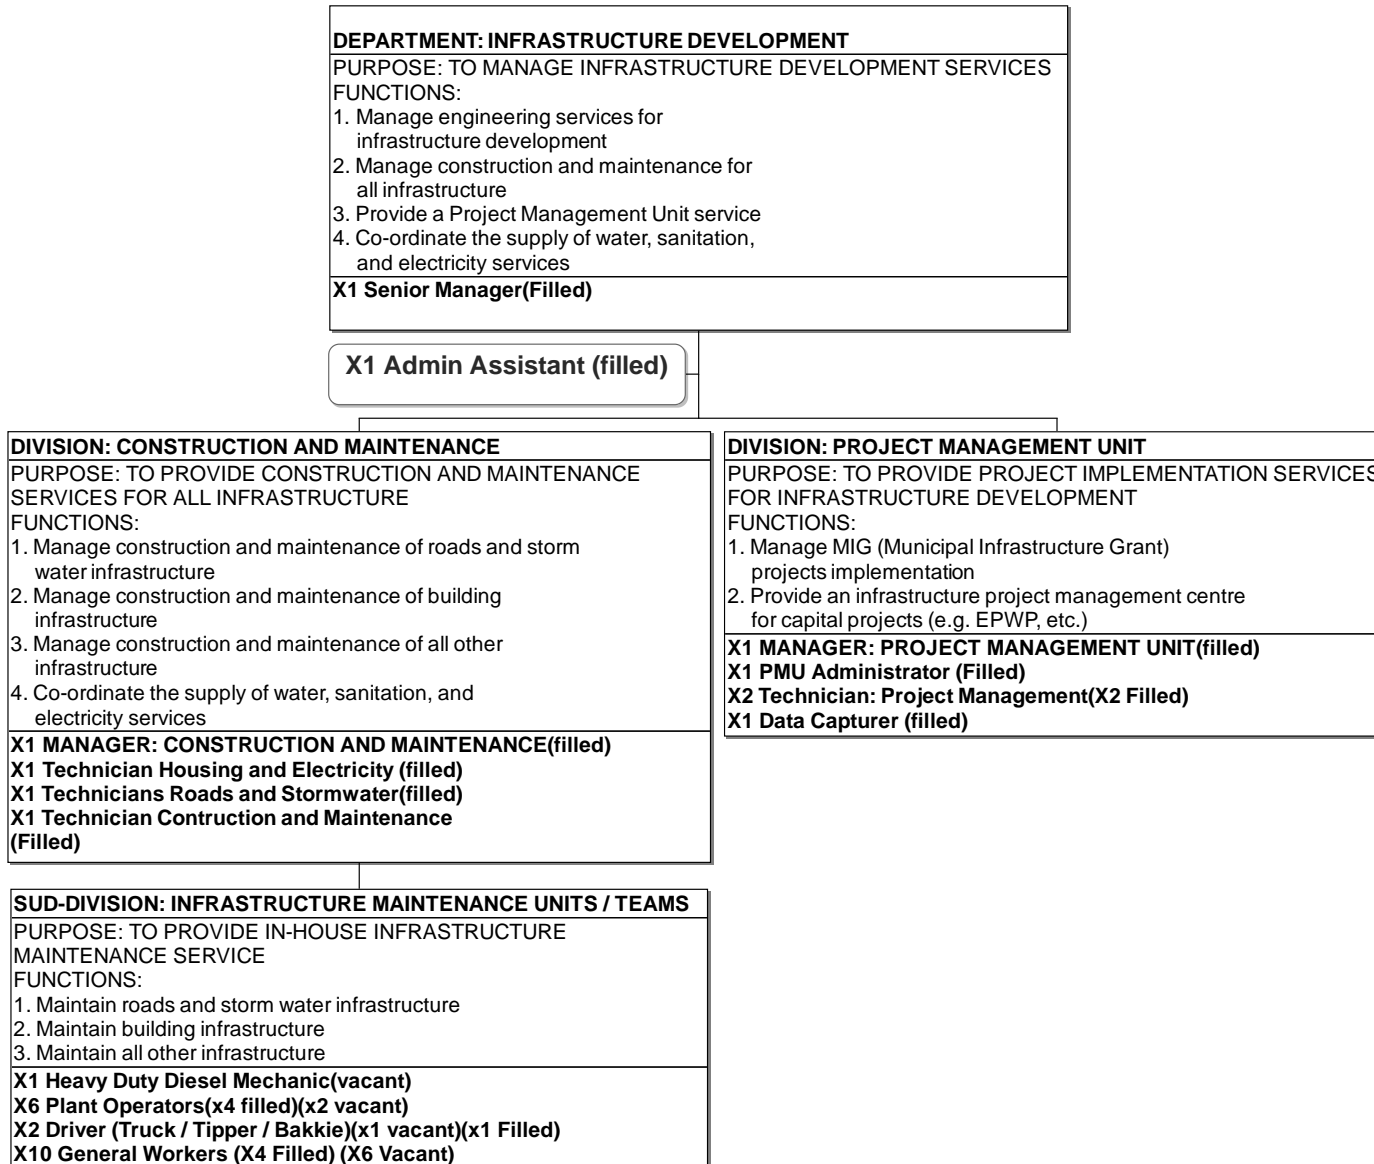 DEPARTMENT: INFRASTRUCTURE DEVELOPMENT
PURPOSE: TO MANAGE INFRASTRUCTURE DEVELOPMENT SERVICES
FUNCTIONS:
1. Manage engineering services for
infrastructure development
2. Manage construction and maintenance for
all infrastructure
3. Provide a Project Management Unit service
4. Co-ordinate the supply of water, sanitation,
and electricity services
X1 Senior Manager(Filled)
X1 Admin Assistant (filled)
DIVISION: CONSTRUCTION AND MAINTENANCE
PURPOSE: TO PROVIDE CONSTRUCTION AND MAINTENANCE
SERVICES FOR ALL INFRASTRUCTURE
FUNCTIONS:
1. Manage construction and maintenance of roads and storm
water infrastructure
2. Manage construction and maintenance of building
infrastructure
3. Manage construction and maintenance of all other
infrastructure
4. Co-ordinate the supply of water, sanitation, and
electricity services
X1 MANAGER: CONSTRUCTION AND MAINTENANCE(filled)
X1 Technician Housing and Electricity (filled)
X1 Technicians Roads and Stormwater(filled)
X1 Technician Contruction and Maintenance
(Filled)
DIVISION: PROJECT MANAGEMENT UNIT
PURPOSE: TO PROVIDE PROJECT IMPLEMENTATION SERVICES
FOR INFRASTRUCTURE DEVELOPMENT
FUNCTIONS:
1. Manage MIG (Municipal Infrastructure Grant)
projects implementation
2. Provide an infrastructure project management centre
for capital projects (e.g. EPWP, etc.)
X1 MANAGER: PROJECT MANAGEMENT UNIT(filled)
X1 PMU Administrator (Filled)
X2 Technician: Project Management(X2 Filled)
X1 Data Capturer (filled)
SUD-DIVISION: INFRASTRUCTURE MAINTENANCE UNITS / TEAMS
PURPOSE: TO PROVIDE IN-HOUSE INFRASTRUCTURE
MAINTENANCE SERVICE
FUNCTIONS:
1. Maintain roads and storm water infrastructure
2. Maintain building infrastructure
3. Maintain all other infrastructure
X1 Heavy Duty Diesel Mechanic(vacant)
X6 Plant Operators(x4 filled)(x2 vacant)
X2 Driver (Truck / Tipper / Bakkie)(x1 vacant)(x1 Filled)
X10 General Workers (X4 Filled) (X6 Vacant)